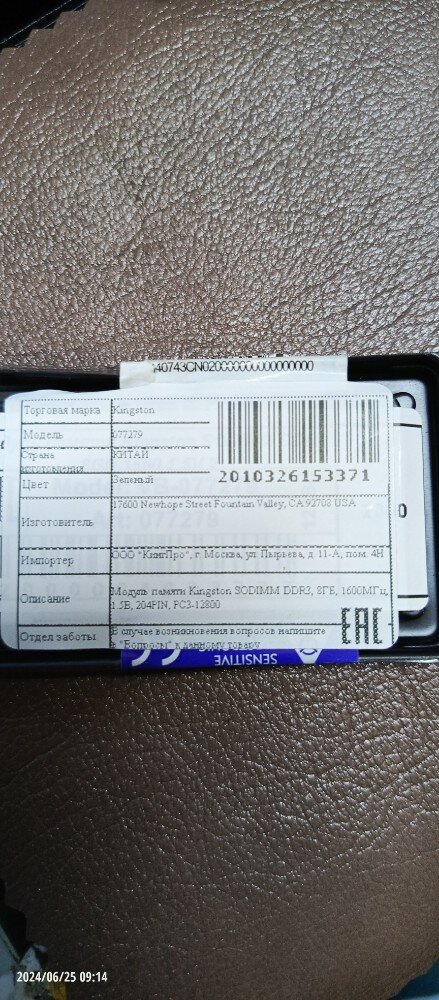 40743CN02000000000000000000
Торговая марка Kingston
Модель 077279
Страна изготовления КИТАЙ
Цвет Зеленый
2010326153371
Изготовитель 17600 Newhope Street Fountain Valley, CA 92708 USA
Импортер ООО "КингПро", г. Москва, ул. Пырьева, д. 11-А, пом. 4Н
Описание Модуль памяти Kingston SODIMM DDR3, 8ГБ, 1600МГц,
1.5В, 204PIN, PC3-12800
Отдел заботы В случае возникновения вопросов напишите
в "Вопросы" к данному товару
EAC
SENSITIVE
2024/06/25 09:14